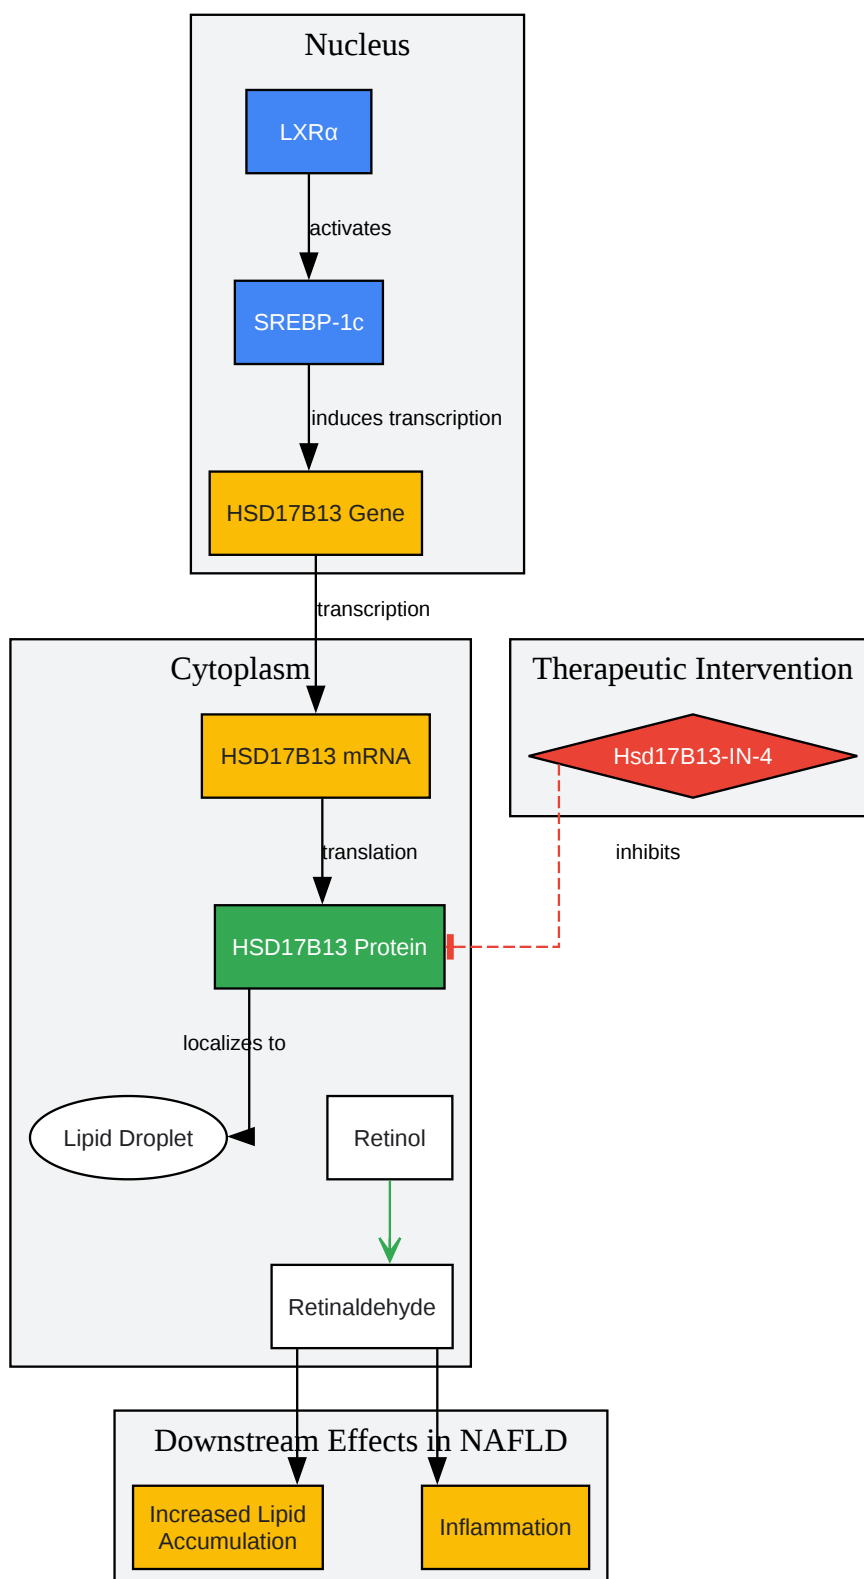 Nucleus
LXRα
activates
SREBP-1c
induces transcription
HSD17B13 Gene
transcription
Cytoplasm
Therapeutic Intervention
HSD17B13 mRNA
Hsd17B13-IN-4
translation
inhibits
HSD17B13 Protein
localizes to
Lipid Droplet
Retinol
Retinaldehyde
Downstream Effects in NAFLD
Increased Lipid
Accumulation
Inflammation